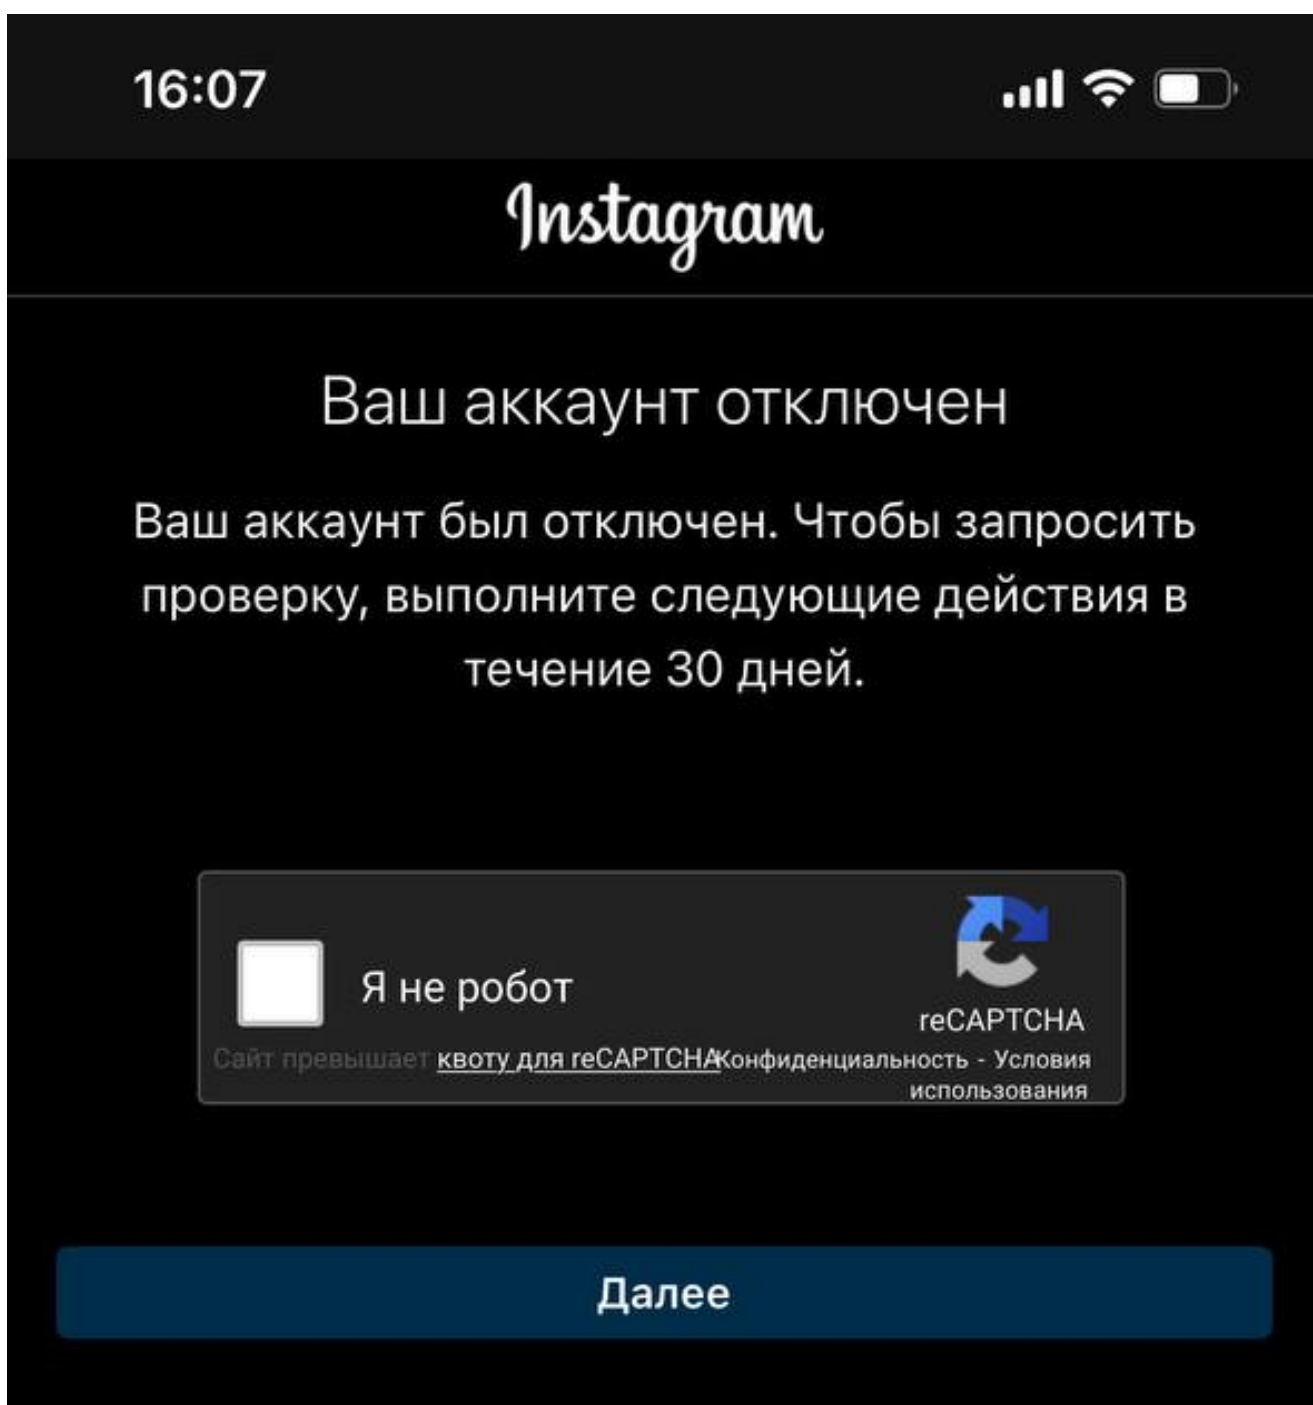 16:07
Instagram
Ваш аккаунт отключен
Ваш аккаунт был отключен. Чтобы запросить
проверку, выполните следующие действия в
течение 30 дней.
Я не робот
reCAPTCHA
Сайт превышает квоту для reCAPTCHA
Конфиденциальность - Условия
использования
Далее